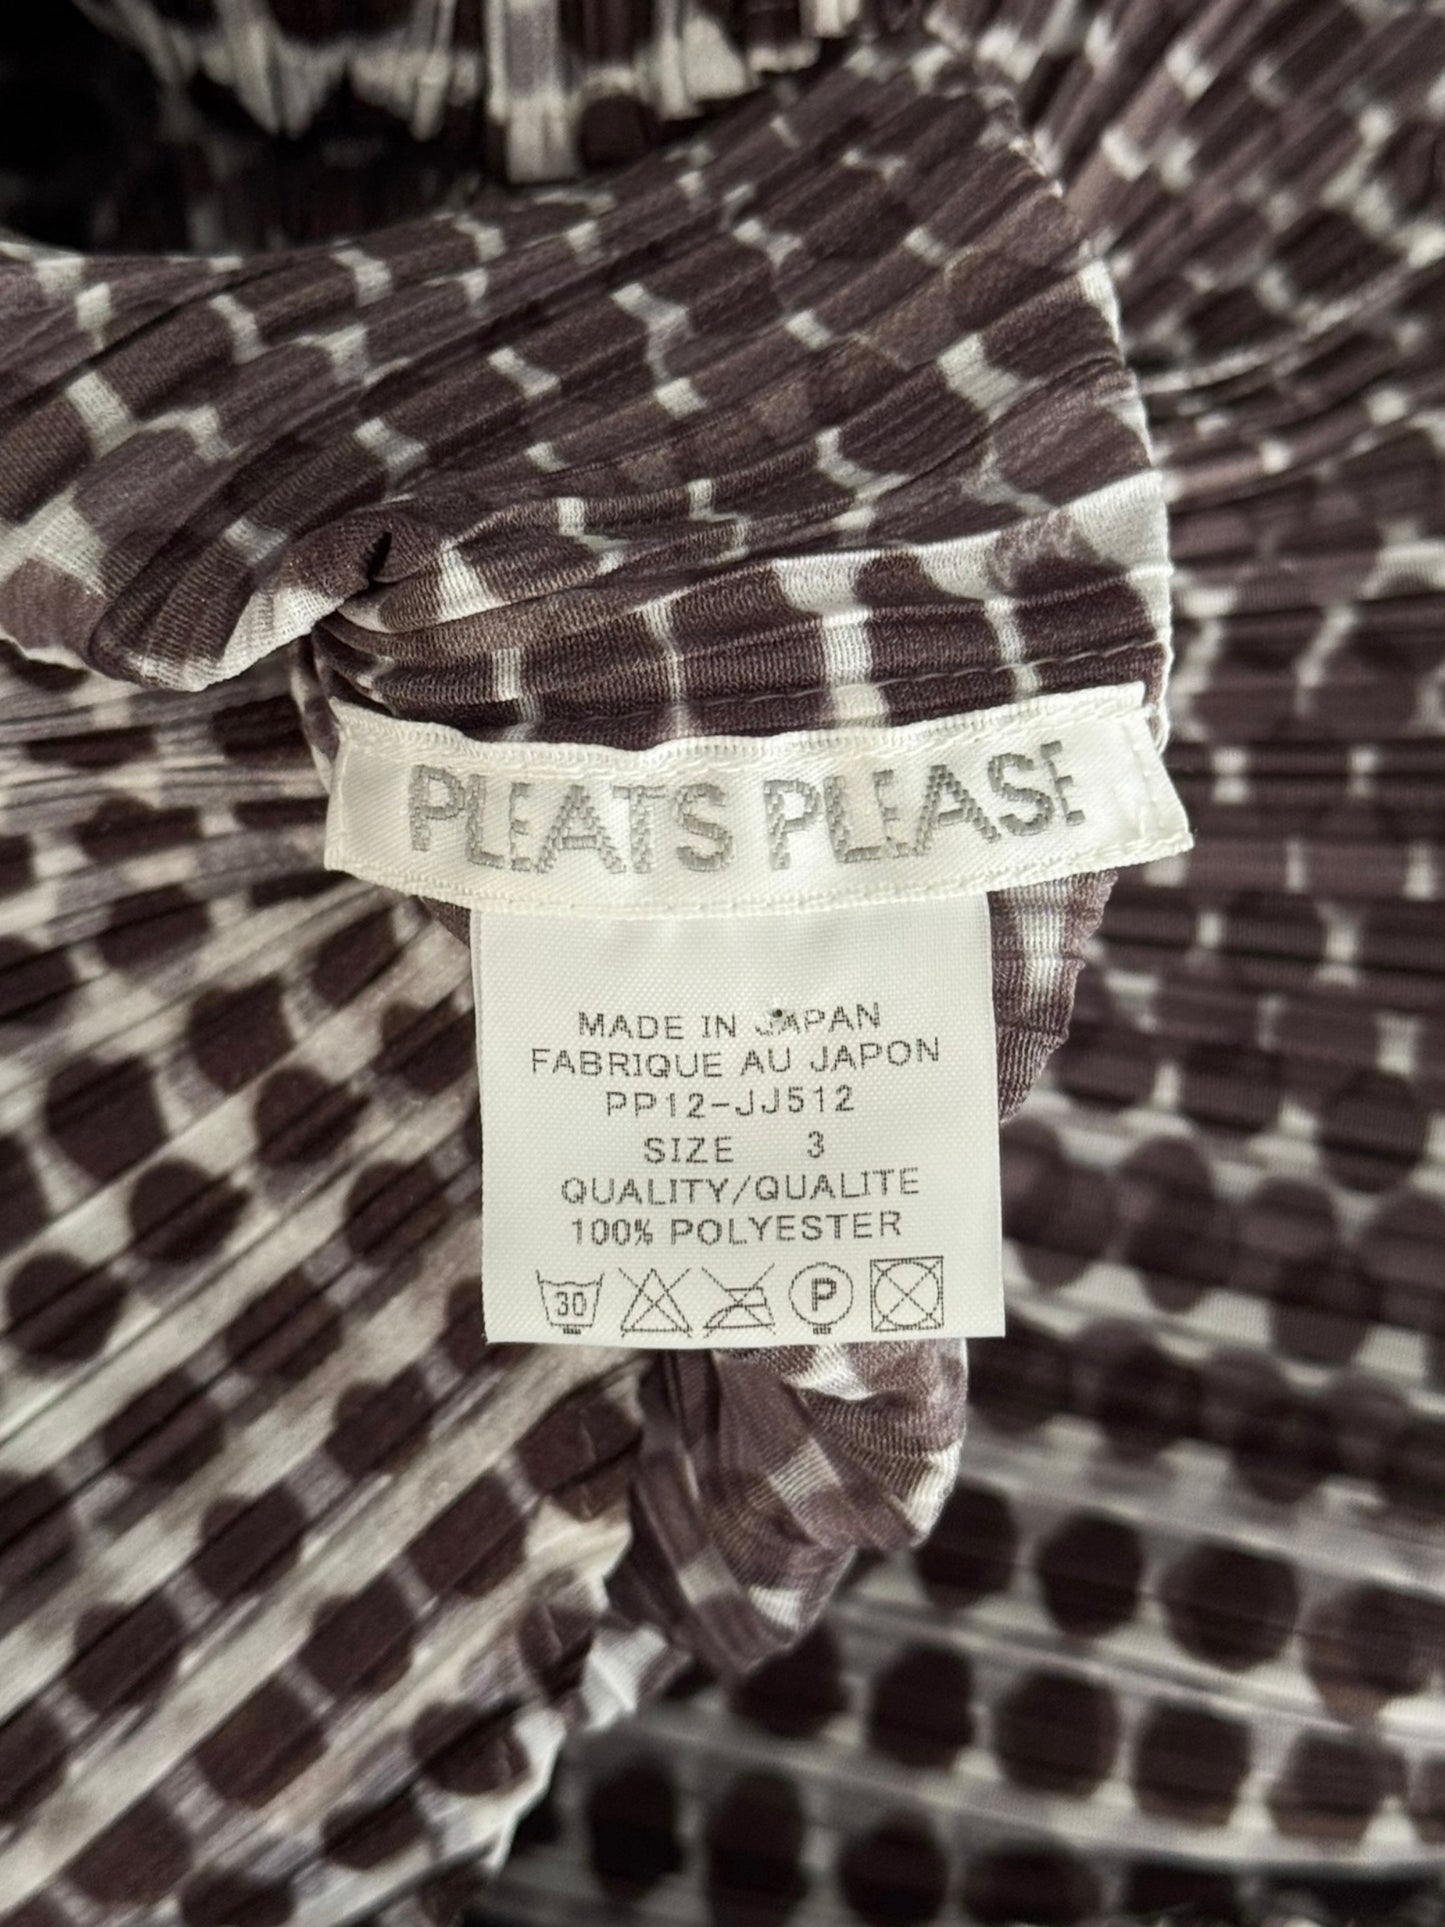 PLEATS PLEASE
MADE IN JAPAN
FABRIQUE AU JAPON
PP12-JJ512
SIZE 3
QUALITY/QUALITE
100% POLYESTER
30 P